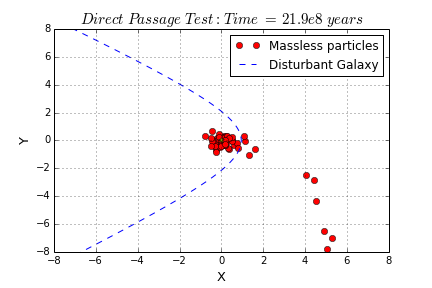 Direct Passage Test: Time = 21.9e8 years
Massless particles
Disturbant Galaxy
Y
8
6
4
2
0
−2
−4
−6
−8
−8 −6 −4 −2 0 2 4 6 8
X